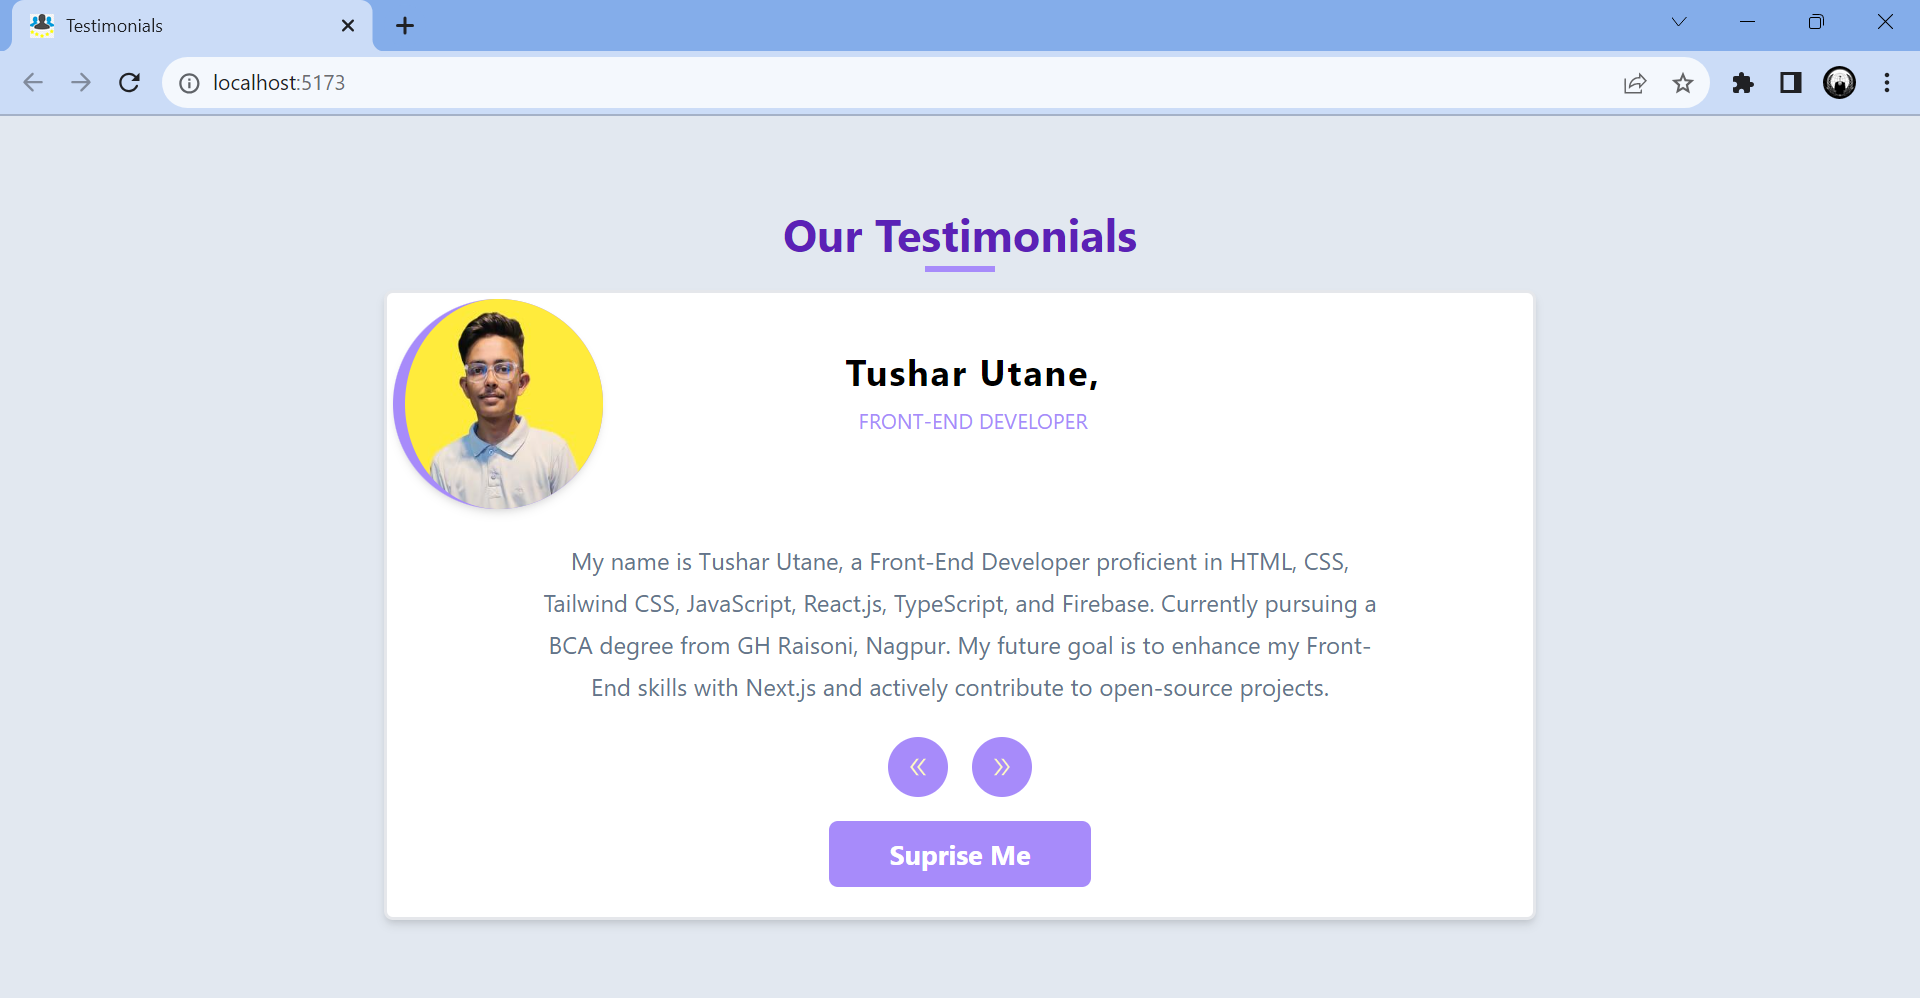 Testimonials
localhost:5173
Our Testimonials
Tushar Utane,
FRONT-END DEVELOPER
My name is Tushar Utane, a Front-End Developer proficient in HTML, CSS,
Tailwind CSS, JavaScript, React.js, TypeScript, and Firebase. Currently pursuing a
BCA degree from GH Raisoni, Nagpur. My future goal is to enhance my Front-
End skills with Next.js and actively contribute to open-source projects.
Suprise Me